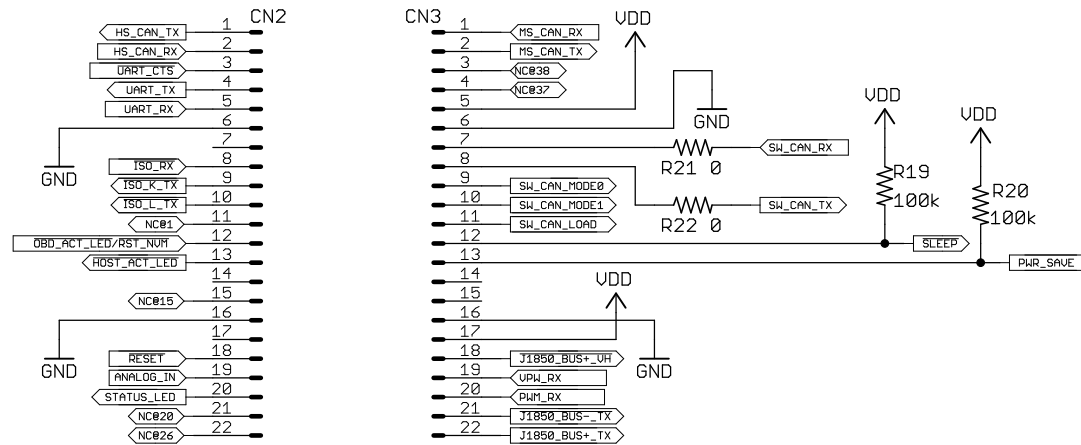 CN2
HS_CAN_TX 1
HS_CAN_RX 2
UART_CTS 3
UART_TX 4
UART_RX 5
6
GND
7
ISO_RX 8
ISO_K_TX 9
ISO_L_TX 10
NC@1 11
OBD_ACT_LED/RST_NVM 12
HOST_ACT_LED 13
14
NC@15 15
16
GND
17
RESET 18
ANALOG_IN 19
STATUS_LED 20
NC@20 21
NC@26 22
CN3
1 MS_CAN_RX
2 MS_CAN_TX
3 NC@38
4 NC@37
5
VDD
6
GND
7
R21 0
SW_CAN_RX
8
R22 0
SW_CAN_TX
9 SW_CAN_MODE0
10 SW_CAN_MODE1
11 SW_CAN_LOAD
12
VDD
R19
100k
SLEEP
13
VDD
R20
100k
PWR_SAVE
14
15
16
GND
17
VDD
18 J1850_BUS+_VH
19 VPW_RX
20 PWM_RX
21 J1850_BUS-_TX
22 J1850_BUS+_TX